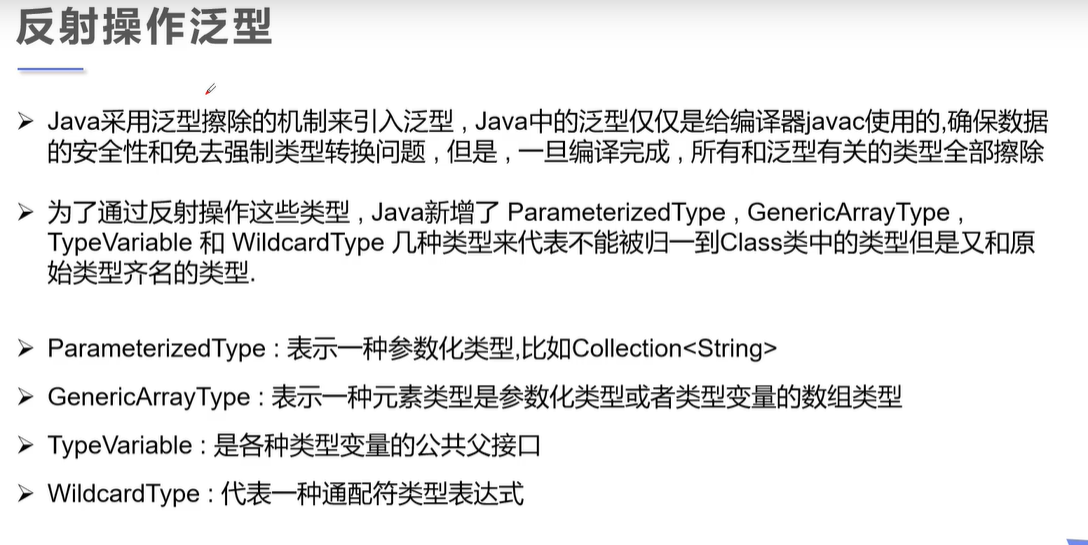 反射操作泛型
Java采用泛型擦除的机制来引入泛型 , Java中的泛型仅仅是给编译器javac使用的,确保数据
的安全性和免去强制类型转换问题 , 但是 , 一旦编译完成 , 所有和泛型有关的类型全部擦除
为了通过反射操作这些类型 , Java新增了 ParameterizedType , GenericArrayType ,
TypeVariable 和 WildcardType 几种类型来代表不能被归一到Class类中的类型但是又和原
始类型齐名的类型.
ParameterizedType : 表示一种参数化类型,比如Collection<String>
GenericArrayType : 表示一种元素类型是参数化类型或者类型变量的数组类型
TypeVariable : 是各种类型变量的公共父接口
WildcardType : 代表一种通配符类型表达式